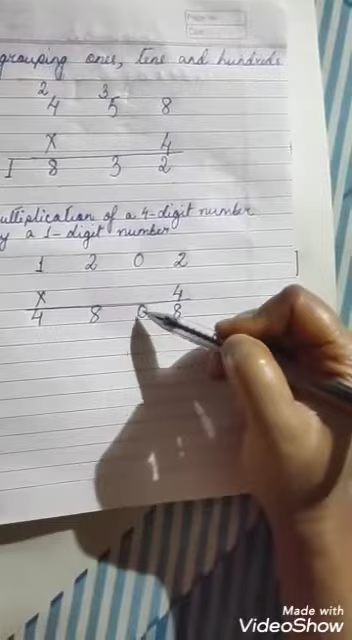 grouping ones, tens and hundreds
2 3
4 5 8
x 4
1 8 3 2
ultiplication of a 4-digit number
y a 1-digit number
1 2 0 2
x 4
4 8 0 8
Made with
VideoShow